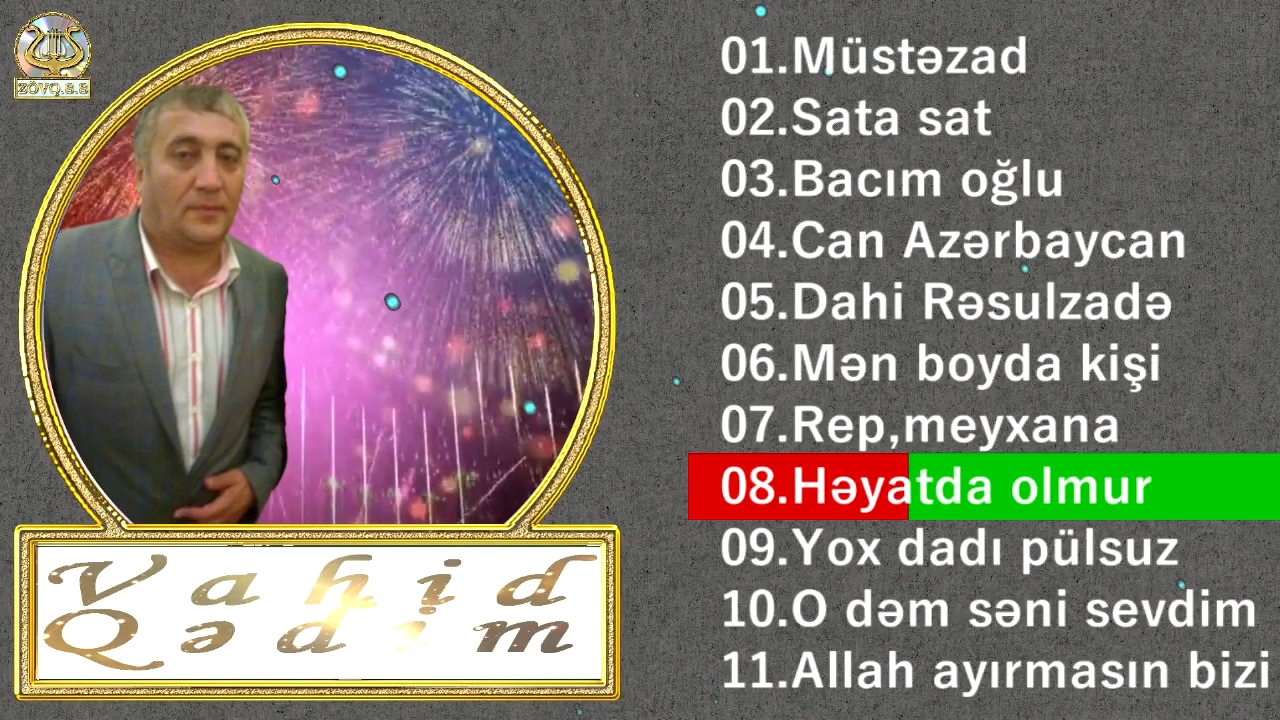 ZÖVQ.S.S
Vahid
Qədim
01.Müstəzad
02.Sata sat
03.Bacım oğlu
04.Can Azərbaycan
05.Dahi Rəsulzadə
06.Mən boyda kişi
07.Rep,meyxana
08.Həyatda olmur
09.Yox dadı pülsuz
10.O dəm səni sevdim
11.Allah ayırmasın bizi